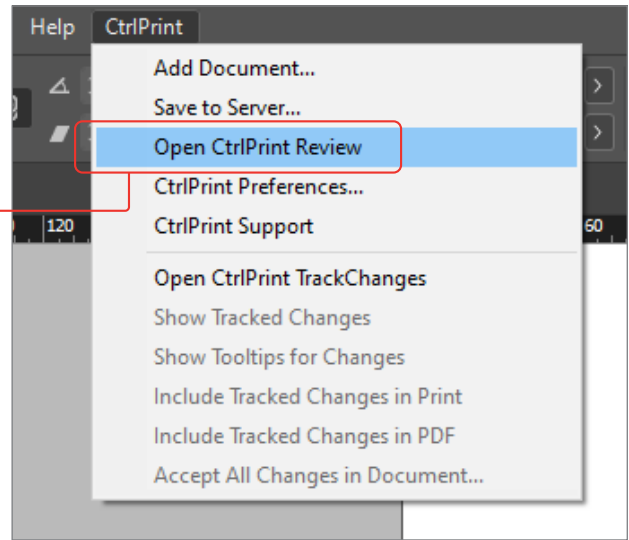 Help CtrlPrint
Add Document...
Save to Server...
Open CtrlPrint Review
CtrlPrint Preferences...
CtrlPrint Support
120 60
Open CtrlPrint TrackChanges
Show Tracked Changes
Show Tooltips for Changes
Include Tracked Changes in Print
Include Tracked Changes in PDF
Accept All Changes in Document...